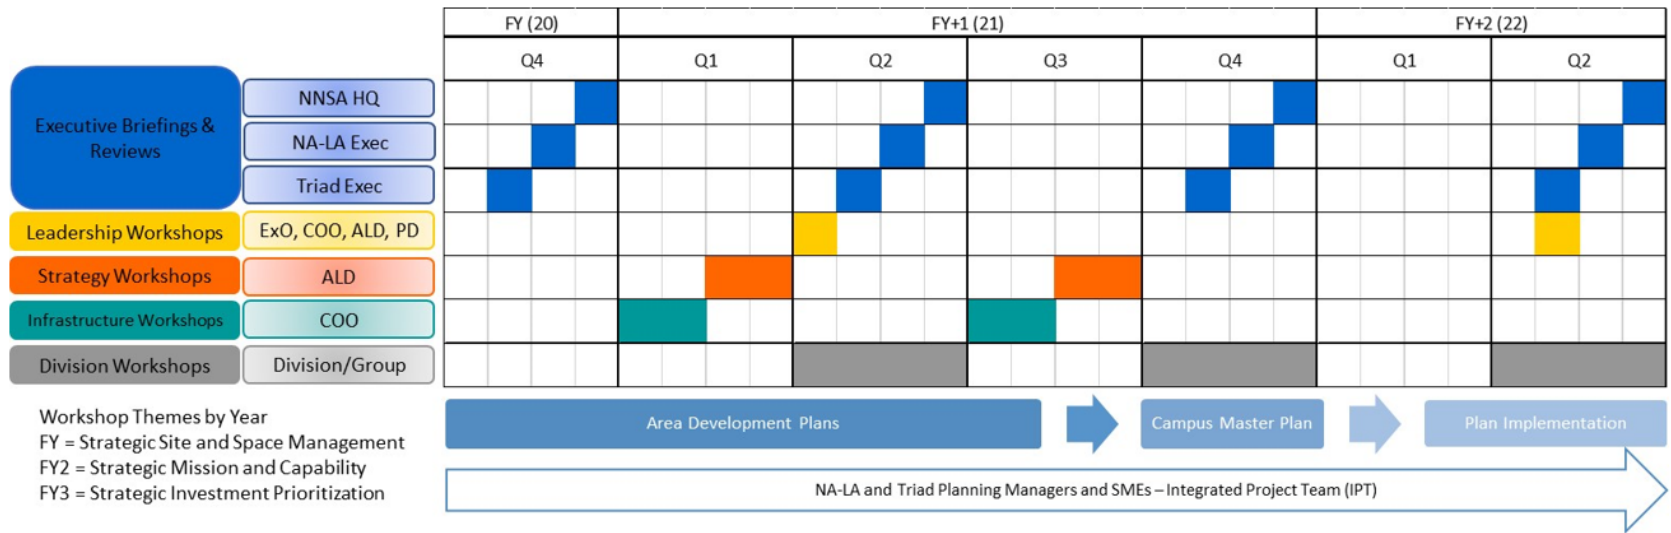 FY (20)
FY+1 (21)
FY+2 (22)
Q4
Q1
Q2
Q3
Q4
Q1
Q2
Executive Briefings &
Reviews
NNSA HQ
NA-LA Exec
Triad Exec
Leadership Workshops
ExO, COO, ALD, PD
Strategy Workshops
ALD
Infrastructure Workshops
COO
Division Workshops
Division/Group
Workshop Themes by Year
FY = Strategic Site and Space Management
FY2 = Strategic Mission and Capability
FY3 = Strategic Investment Prioritization
Area Development Plans
Campus Master Plan
Plan Implementation
NA-LA and Triad Planning Managers and SMEs – Integrated Project Team (IPT)